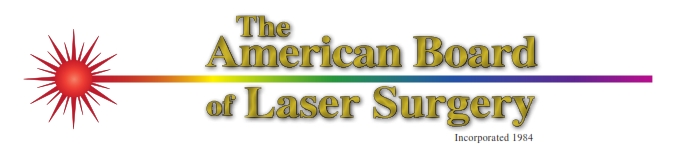 The
American Board
of Laser Surgery
Incorporated 1984